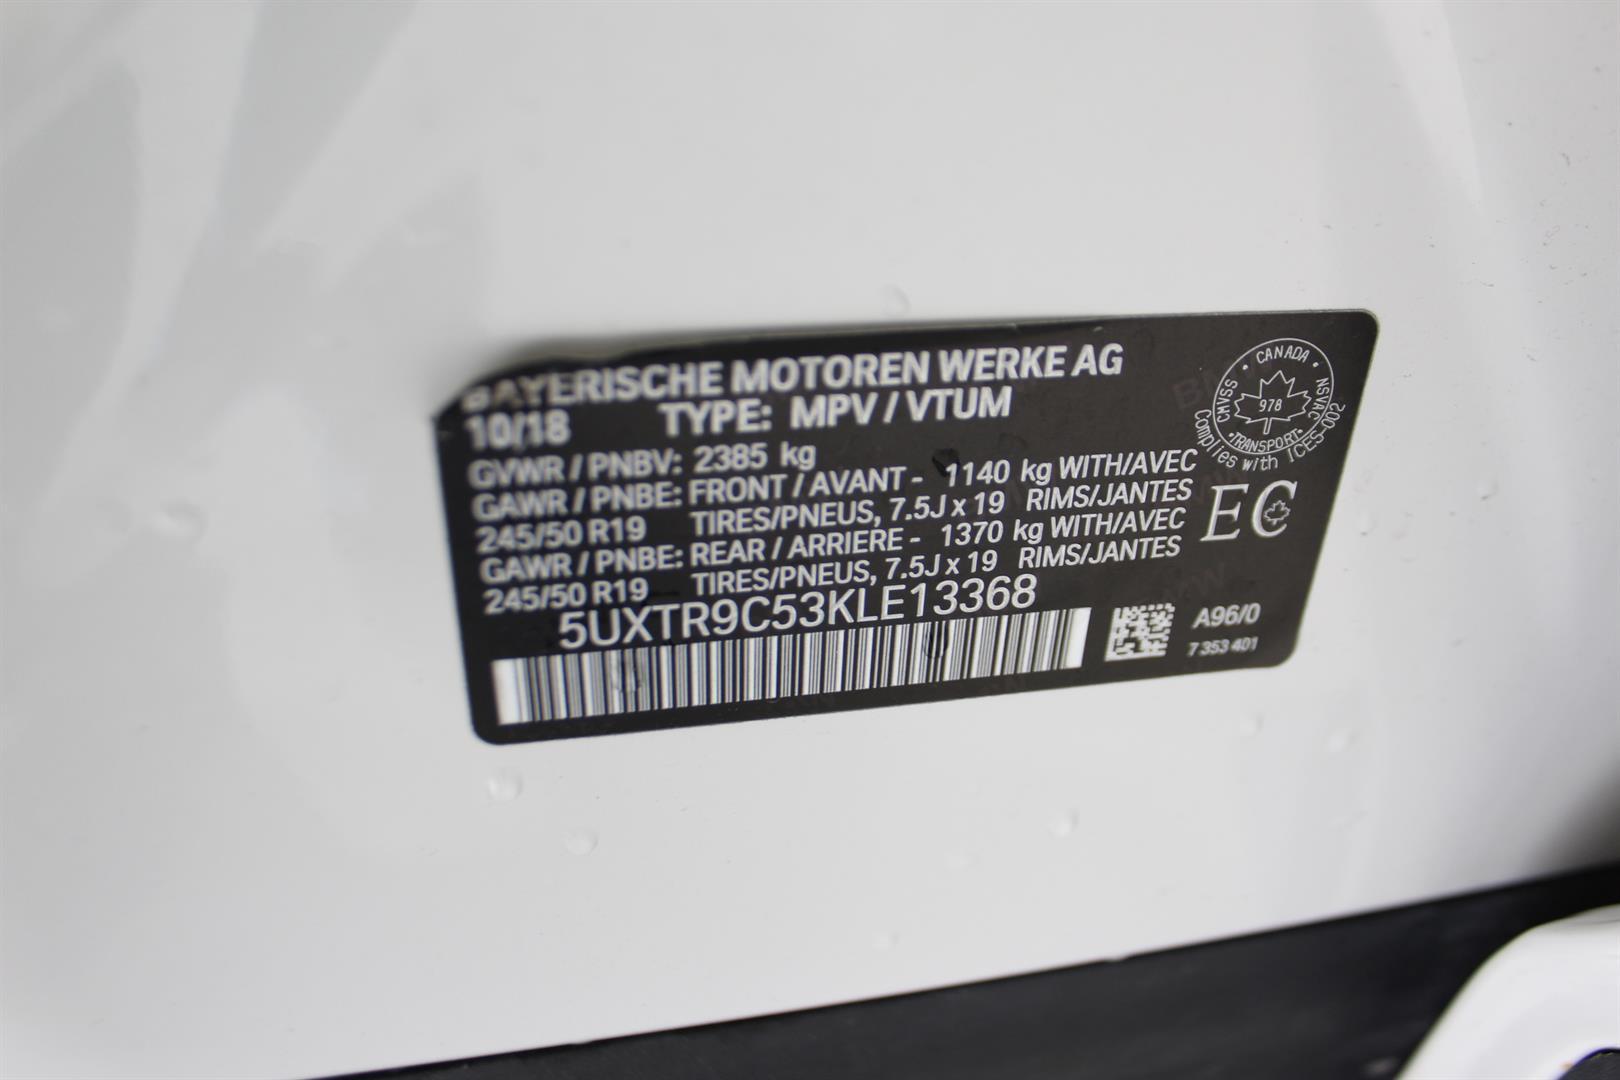 BAYERISCHE MOTOREN WERKE AG
10/18 TYPE: MPV / VTUM
GVWR / PNBV: 2385 kg
GAWR / PNBE: FRONT / AVANT - 1140 kg WITH/AVEC
245/50 R19 TIRES/PNEUS, 7.5J x 19 RIMS/JANTES
GAWR / PNBE: REAR / ARRIERE - 1370 kg WITH/AVEC
245/50 R19 TIRES/PNEUS, 7.5J x 19 RIMS/JANTES
5UXTR9C53KLE13368
CANADA
CMVSS
NSVAC
978
TRANSPORT
Complies with ICES-002
EC
A96/0
7 353 401